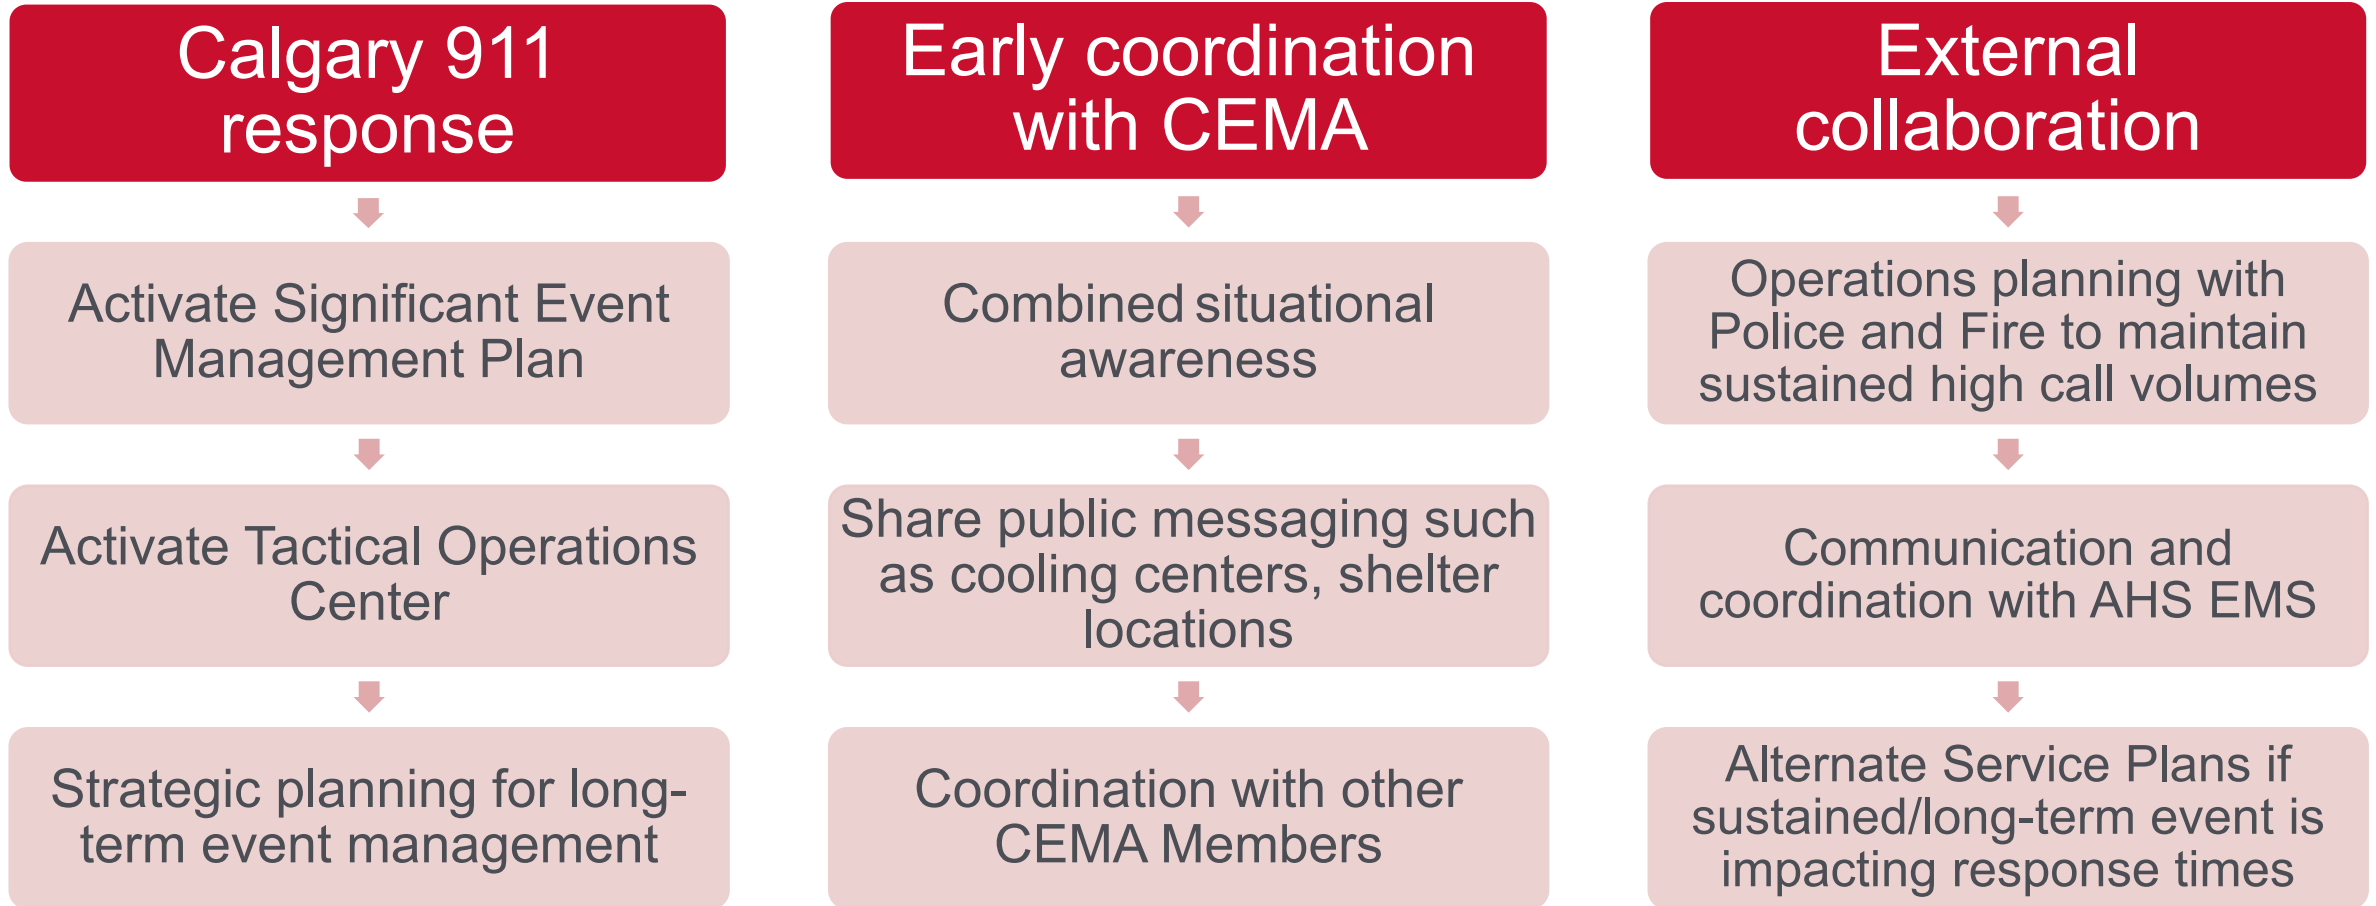 Calgary 911
response
Activate Significant Event
Management Plan
Activate Tactical Operations
Center
Strategic planning for long-
term event management
Early coordination
with CEMA
Combined situational
awareness
Share public messaging such
as cooling centers, shelter
locations
Coordination with other
CEMA Members
External
collaboration
Operations planning with
Police and Fire to maintain
sustained high call volumes
Communication and
coordination with AHS EMS
Alternate Service Plans if
sustained/long-term event is
impacting response times